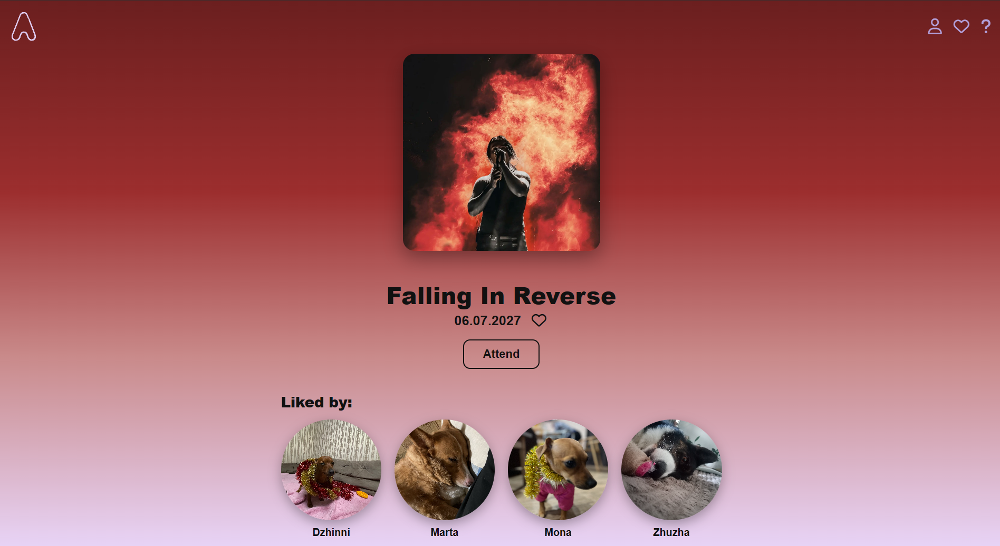 Falling In Reverse
06.07.2027
Attend
Liked by:
Dzhinni
Marta
Mona
Zhuzha